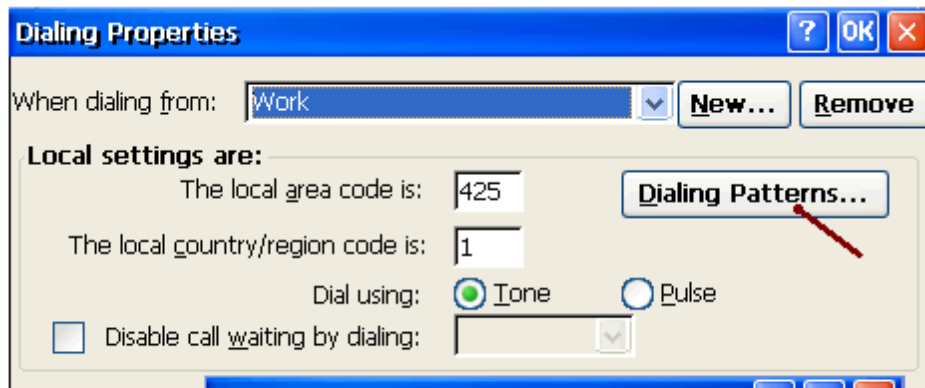 Dialing Properties ? OK
When dialing from: Work New... Remove
Local settings are:
The local area code is: 425 Dialing Patterns...
The local country/region code is: 1
Dial using: Tone Pulse
Disable call waiting by dialing: